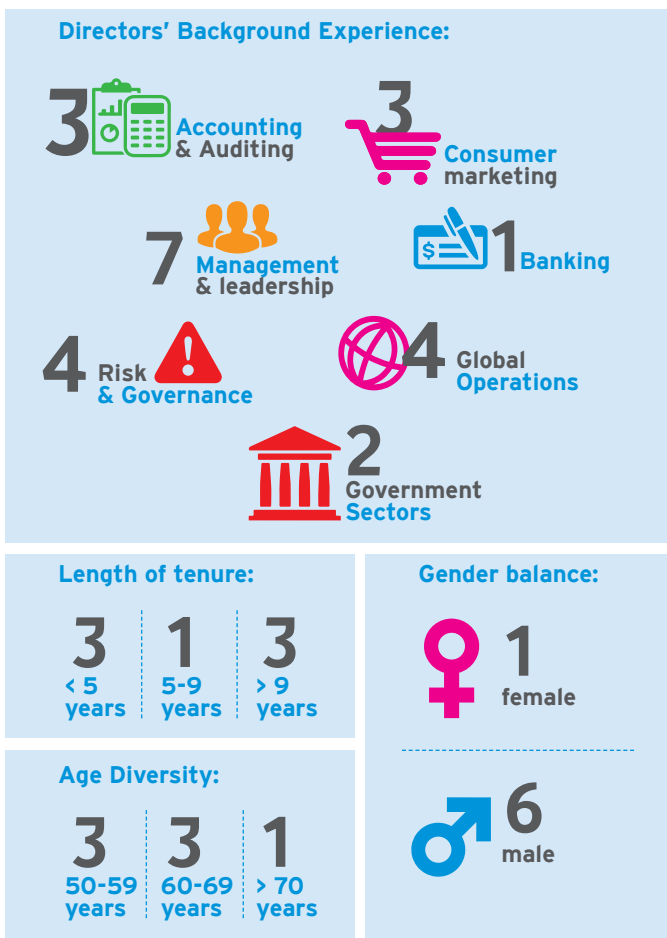 Directors' Background Experience:
3
Accounting
& Auditing
3
Consumer
marketing
7
Management
& leadership
$
1
Banking
4
Risk
& Governance
!
4
Global
Operations
2
Government
Sectors
Length of tenure:
3
< 5
years
1
5-9
years
3
> 9
years
Gender balance:
1
female
6
male
Age Diversity:
3
50-59
years
3
60-69
years
1
> 70
years